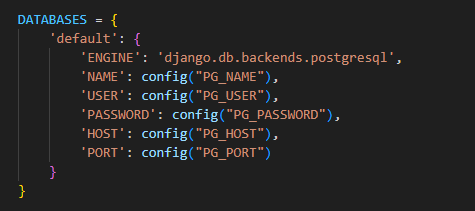 DATABASES = {
    'default': {
        'ENGINE': 'django.db.backends.postgresql',
        'NAME': config("PG_NAME"),
        'USER': config("PG_USER"),
        'PASSWORD': config("PG_PASSWORD"),
        'HOST': config("PG_HOST"),
        'PORT': config("PG_PORT")
    }
}